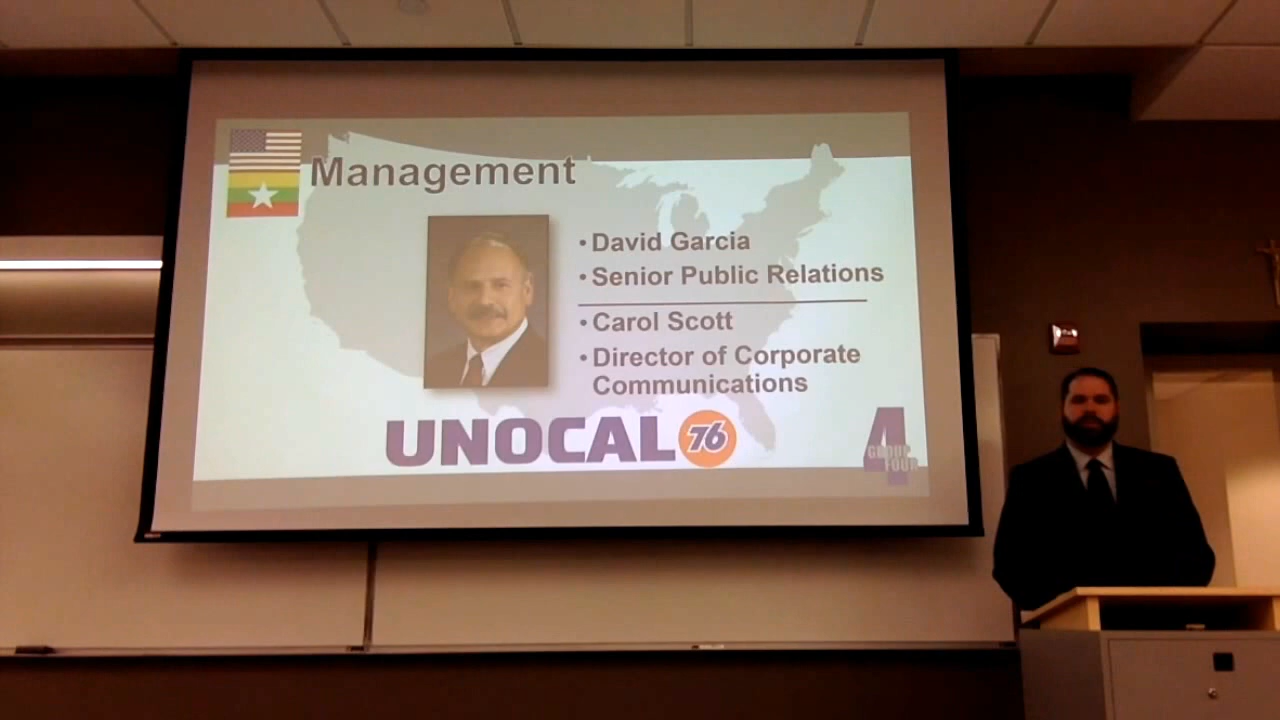 Management
• David Garcia
• Senior Public Relations
• Carol Scott
• Director of Corporate
Communications
UNOCAL 76
4
GROUP
FOUR